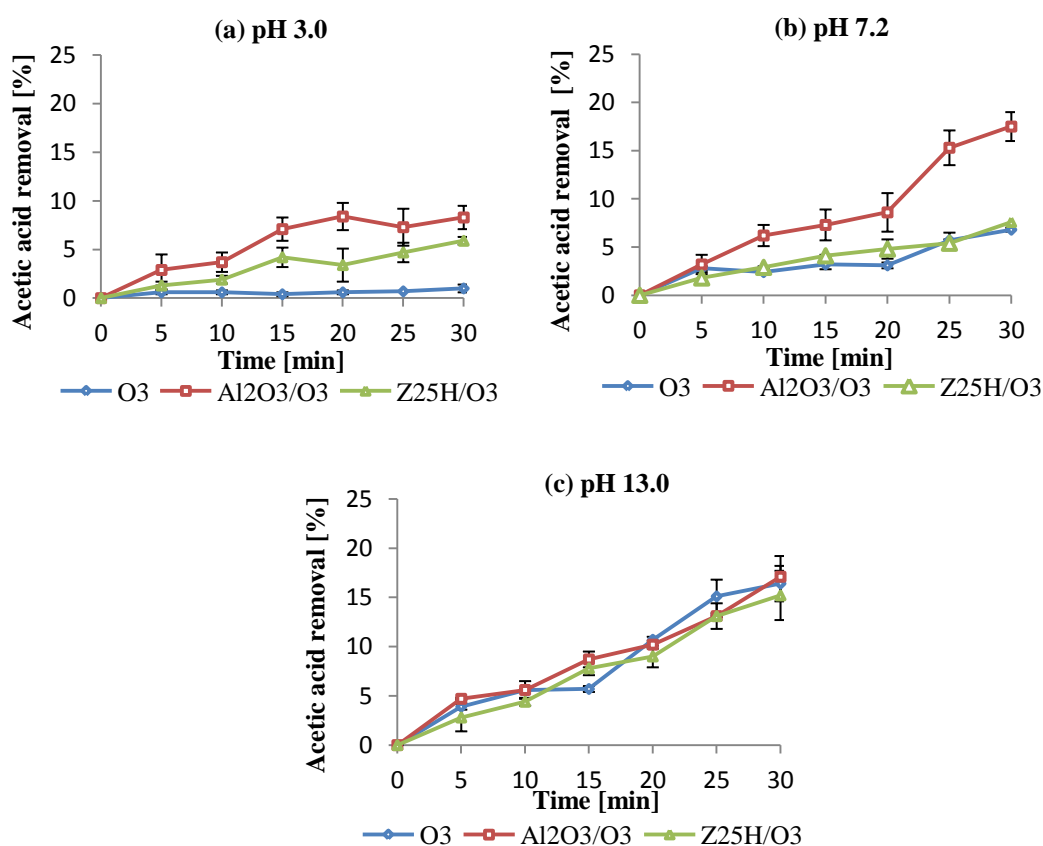 (a) pH 3.0
Acetic acid removal [%]
25
20
15
10
5
0
0 5 10 15 20 25 30
Time [min]
O3 Al2O3/O3 Z25H/O3
(b) pH 7.2
Acetic acid removal [%]
25
20
15
10
5
0
0 5 10 15 20 25 30
Time [min]
O3 Al2O3/O3 Z25H/O3
(c) pH 13.0
Acetic acid removal [%]
25
20
15
10
5
0
0 5 10 15 20 25 30
Time [min]
O3 Al2O3/O3 Z25H/O3